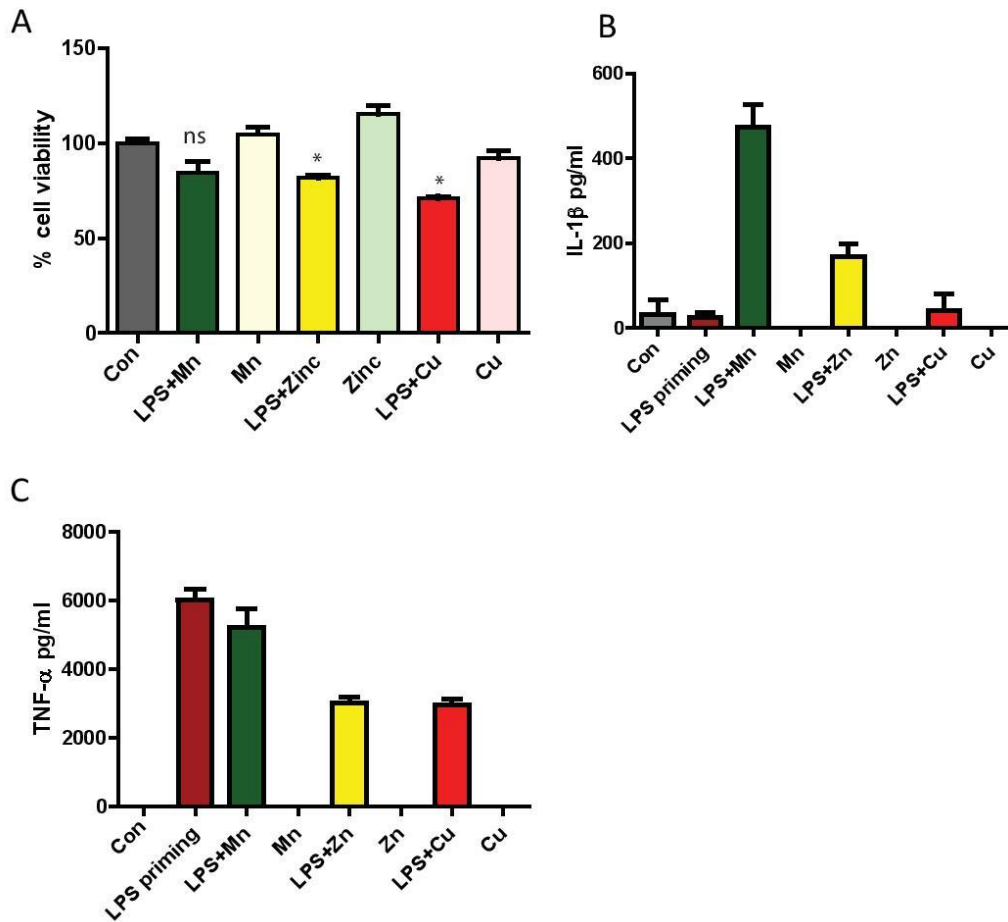 A
% cell viability
150
100
50
0
ns
*
*
Con
LPS+Mn
Mn
LPS+Zinc
Zinc
LPS+Cu
Cu
B
IL-1β pg/ml
600
400
200
0
Con
LPS priming
LPS+Mn
Mn
LPS+Zn
Zn
LPS+Cu
Cu
C
TNF-α pg/ml
8000
6000
4000
2000
0
Con
LPS priming
LPS+Mn
Mn
LPS+Zn
Zn
LPS+Cu
Cu